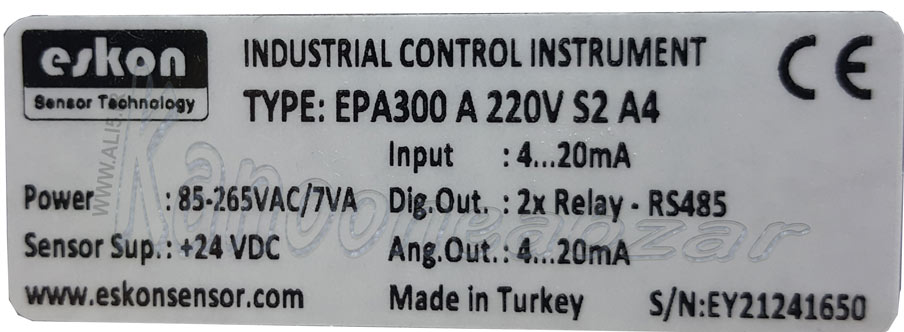 eskon
Sensor Technology
INDUSTRIAL CONTROL INSTRUMENT
TYPE: EPA300 A 220V S2 A4
CE
Input : 4...20mA
Power : 85-265VAC/7VA
Dig.Out. : 2x Relay - RS485
Sensor Sup.: +24 VDC
Ang.Out. : 4...20mA
www.eskonsensor.com
Made in Turkey
S/N:EY21241650
Kanooneabzar